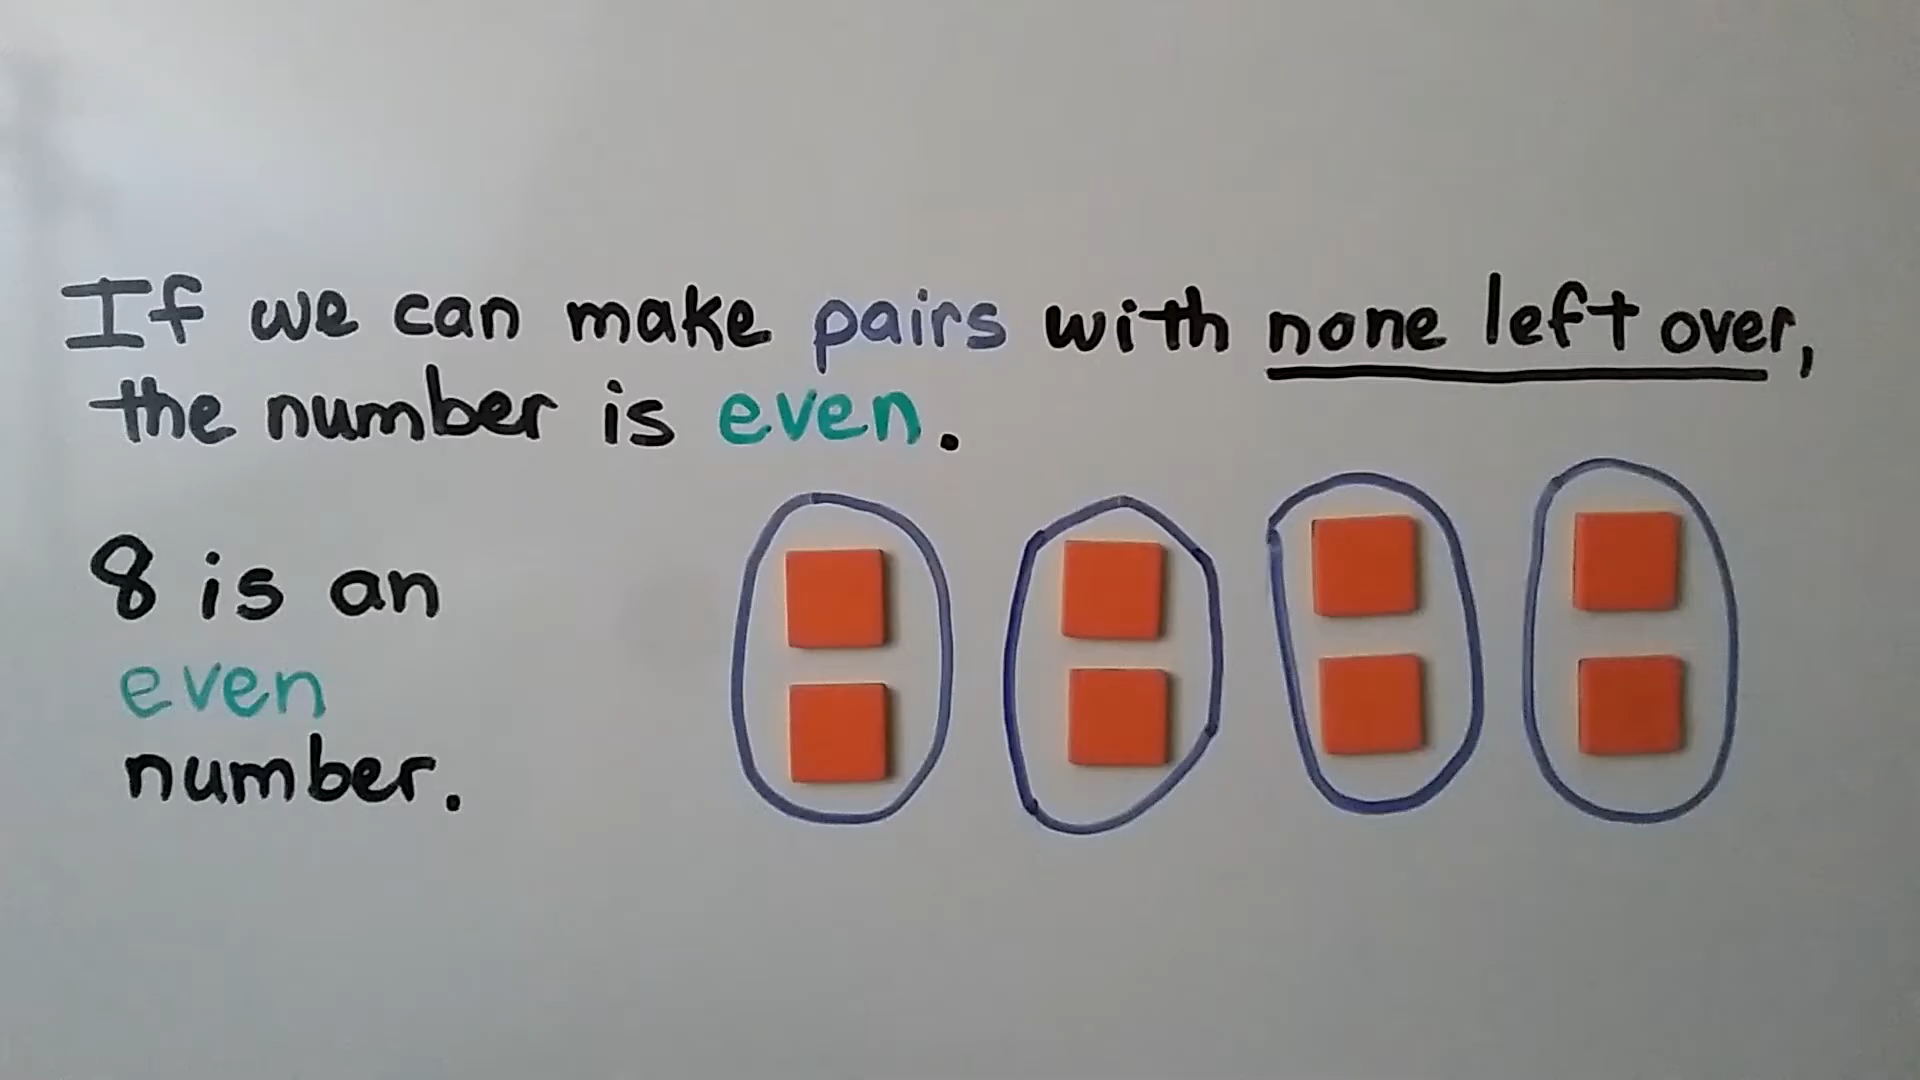 If we can make pairs with none left over,
the number is even.
8 is an
even
number.